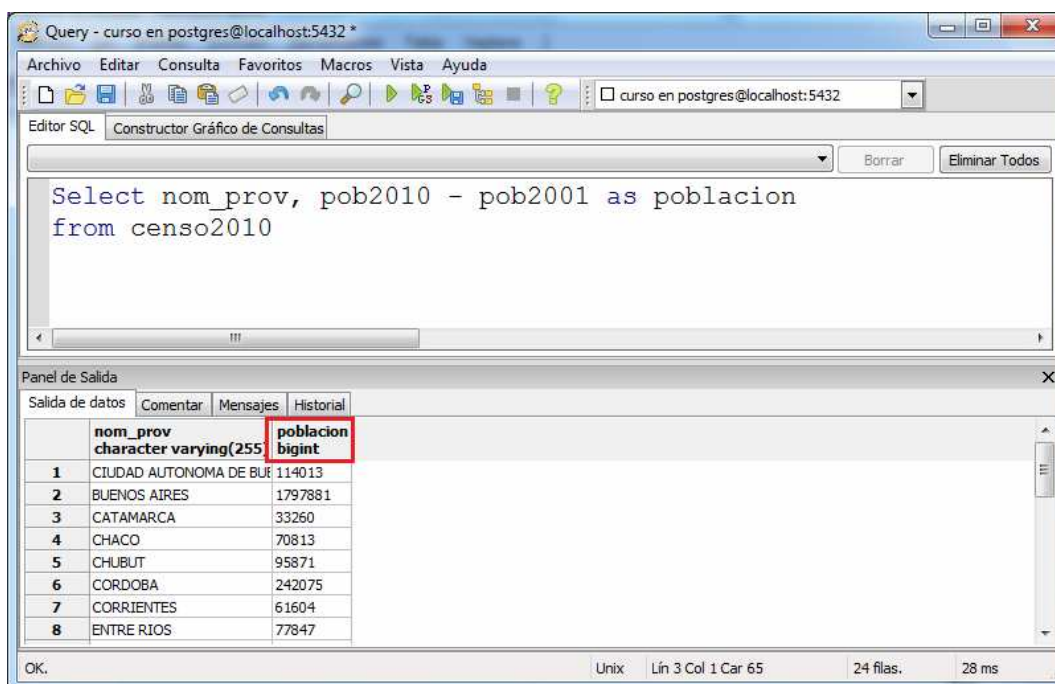 Query - curso en postgres@localhost:5432 *
Archivo Editar Consulta Favoritos Macros Vista Ayuda
curso en postgres@localhost:5432
Editor SQL Constructor Gráfico de Consultas
Borrar Eliminar Todos
Select nom_prov, pob2010 - pob2001 as poblacion
from censo2010
Panel de Salida
Salida de datos Comentar Mensajes Historial
nom_prov poblacion
character varying(255) bigint
1 CIUDAD AUTONOMA DE BUE 114013
2 BUENOS AIRES 1797881
3 CATAMARCA 33260
4 CHACO 70813
5 CHUBUT 95871
6 CORDOBA 242075
7 CORRIENTES 61604
8 ENTRE RIOS 77847
OK. Unix Lín 3 Col 1 Car 65 24 filas. 28 ms